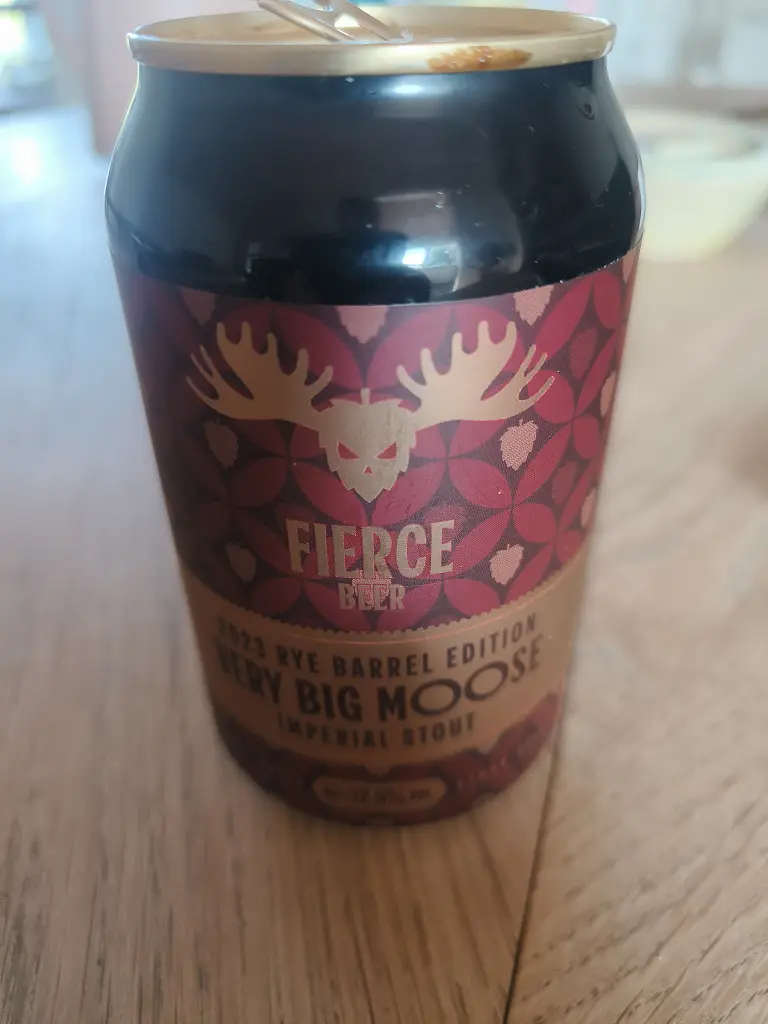 FIERCE
BEER
2023 RYE BARREL EDITION
VERY BIG MOOSE
IMPERIAL STOUT